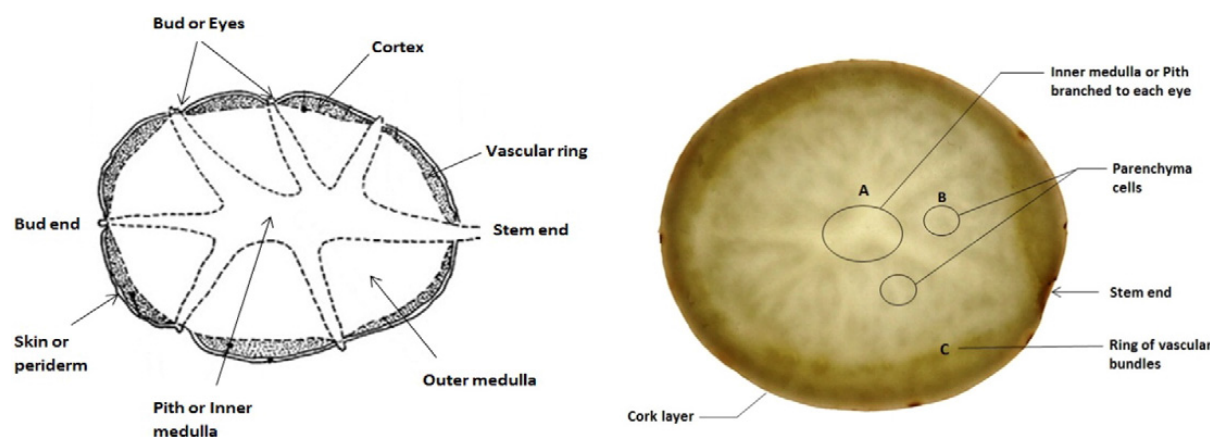 Bud or Eyes
Cortex
Vascular ring
Bud end
Stem end
Skin or
periderm
Outer medulla
Pith or Inner
medulla
Inner medulla or Pith
branched to each eye
A
B
Parenchyma
cells
Stem end
C
Ring of vascular
bundles
Cork layer